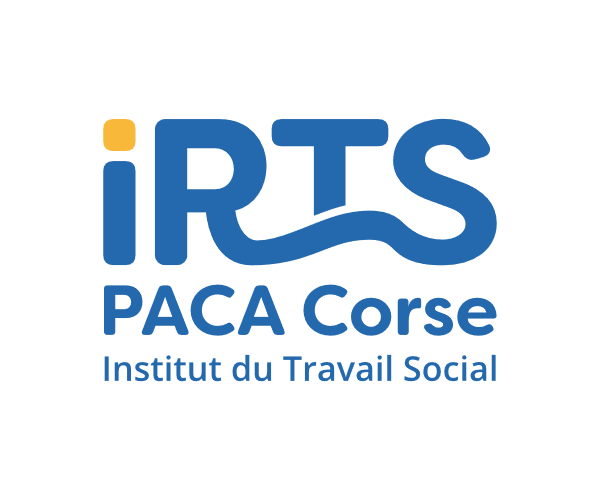 iRTS
PACA Corse
Institut du Travail Social